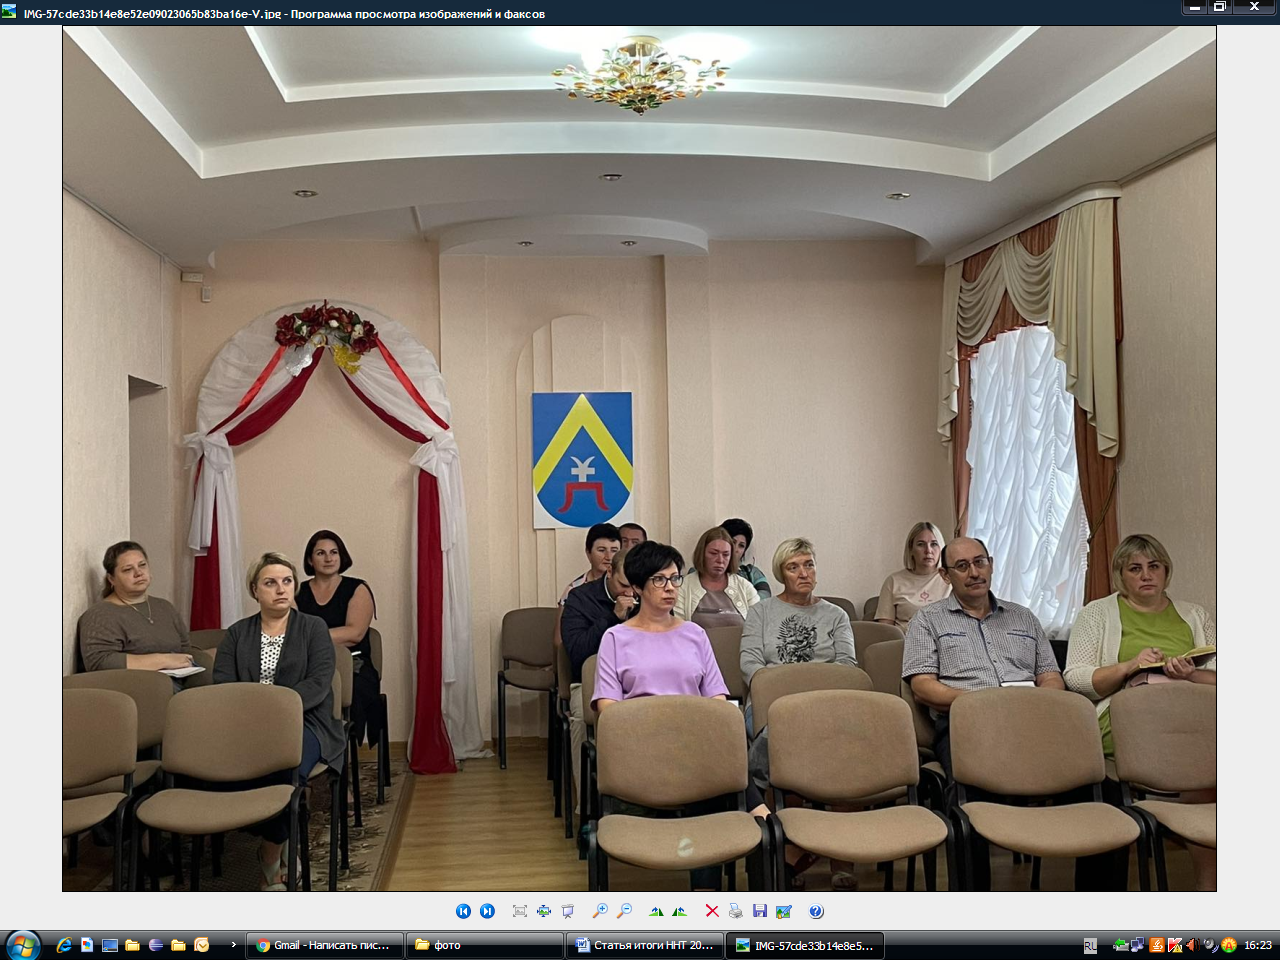 IMG-57cde33b14e8e52e09023065b83ba16e-V.jpg - Программа просмотра изображений и факсов
Gmail - Написать пис...
фото
Статья итоги ННТ 20...
IMG-57cde33b14e8e5...
RU
16:23